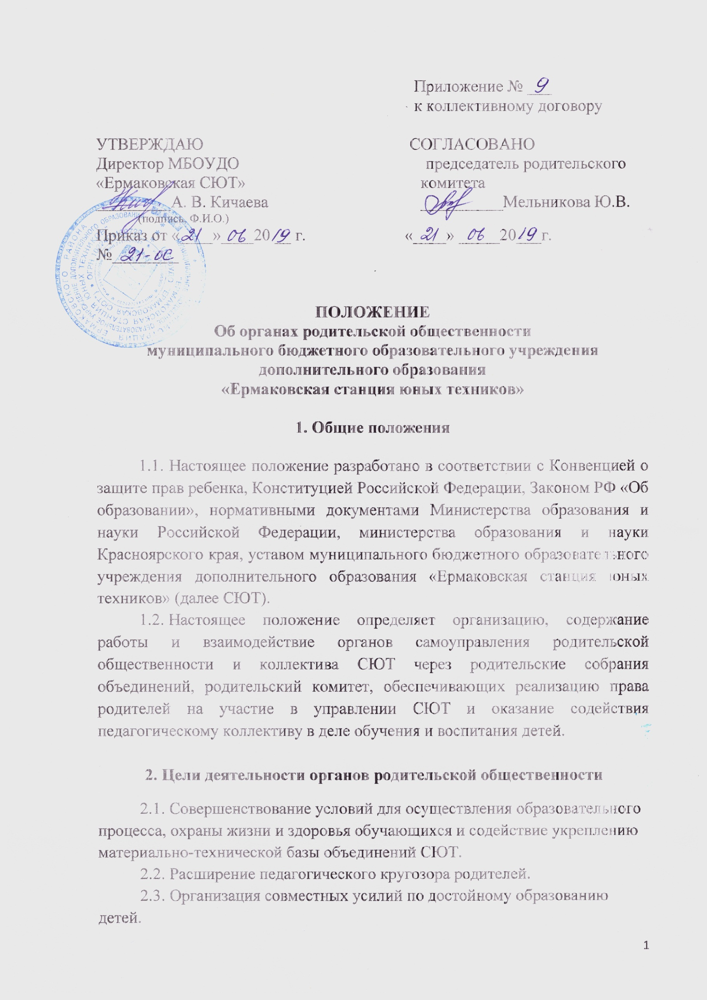 Приложение № 9
к коллективному договору
УТВЕРЖДАЮ
Директор МБОУДО
«Ермаковская СЮТ»
А. В. Кичаева
(подпись, Ф.И.О.)
Приказ от «21» 06 2019 г.
№ 21-ос
СОГЛАСОВАНО
председатель родительского
комитета
Мельникова Ю.В.
«21» 06 2019 г.
ПОЛОЖЕНИЕ
Об органах родительской общественности
муниципального бюджетного образовательного учреждения
дополнительного образования
«Ермаковская станция юных техников»
1. Общие положения
1.1. Настоящее положение разработано в соответствии с Конвенцией о
защите прав ребенка, Конституцией Российской Федерации, Законом РФ «Об
образовании», нормативными документами Министерства образования и
науки Российской Федерации, министерства образования и науки
Красноярского края, уставом муниципального бюджетного образовательного
учреждения дополнительного образования «Ермаковская станция юных
техников» (далее СЮТ).
1.2. Настоящее положение определяет организацию, содержание
работы и взаимодействие органов самоуправления родительской
общественности и коллектива СЮТ через родительские собрания
объединений, родительский комитет, обеспечивающих реализацию права
родителей на участие в управлении СЮТ и оказание содействия
педагогическому коллективу в деле обучения и воспитания детей.
2. Цели деятельности органов родительской общественности
2.1. Совершенствование условий для осуществления образовательного
процесса, охраны жизни и здоровья обучающихся и содействие укреплению
материально-технической базы объединений СЮТ.
2.2. Расширение педагогического кругозора родителей.
2.3. Организация совместных усилий по достойному образованию
детей.
1